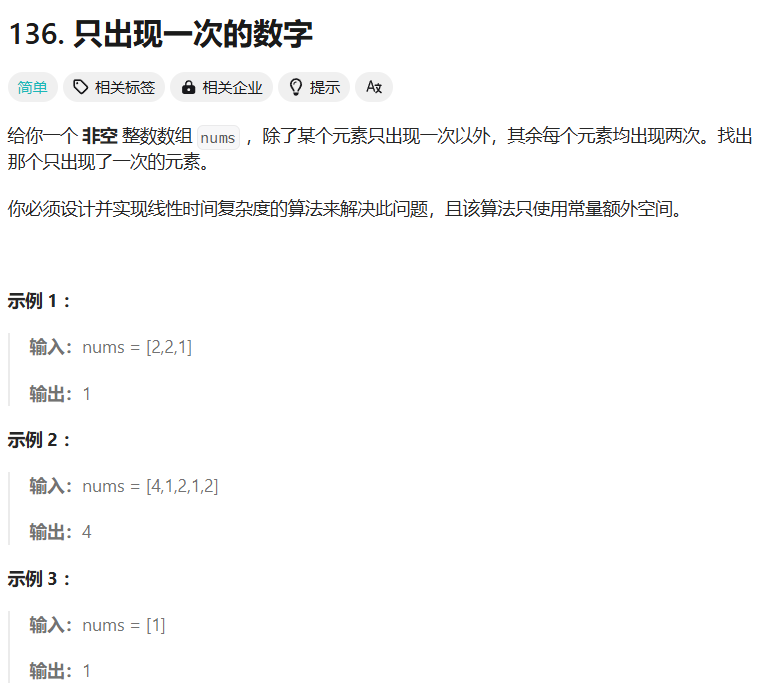 136. 只出现一次的数字
简单 相关标签 相关企业 提示
给你一个 非空 整数数组 nums ，除了某个元素只出现一次以外，其余每个元素均出现两次。找出
那个只出现了一次的元素。
你必须设计并实现线性时间复杂度的算法来解决此问题，且该算法只使用常量额外空间。
示例 1 ：
输入：nums = [2,2,1]
输出：1
示例 2 ：
输入：nums = [4,1,2,1,2]
输出：4
示例 3 ：
输入：nums = [1]
输出：1